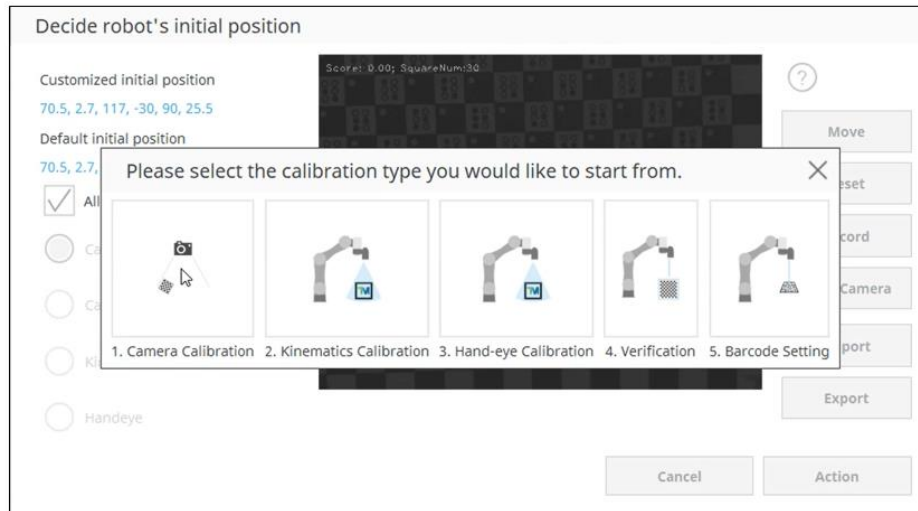 Decide robot's initial position
Customized initial position
70.5, 2.7, 117, -30, 90, 25.5
Default initial position
70.5, 2.7,
Score: 0.00; SquareNum:30
?
Move
eset
cord
Camera
port
Export
Please select the calibration type you would like to start from.
All
Ca
Ca
Ki
Handeye
1. Camera Calibration
2. Kinematics Calibration
3. Hand-eye Calibration
4. Verification
5. Barcode Setting
Cancel
Action